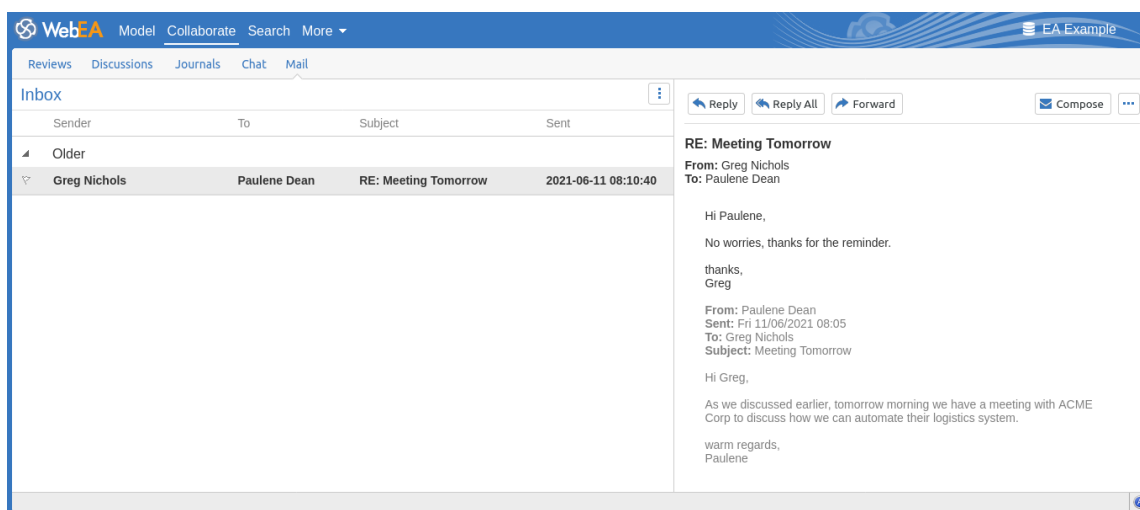 WebEA Model Collaborate Search More EA Example
Reviews Discussions Journals Chat Mail
Inbox
Sender To Subject Sent
Older
Greg Nichols Paulene Dean RE: Meeting Tomorrow 2021-06-11 08:10:40
Reply Reply All Forward Compose
RE: Meeting Tomorrow
From: Greg Nichols
To: Paulene Dean
Hi Paulene,
No worries, thanks for the reminder.
thanks,
Greg
From: Paulene Dean
Sent: Fri 11/06/2021 08:05
To: Greg Nichols
Subject: Meeting Tomorrow
Hi Greg,
As we discussed earlier, tomorrow morning we have a meeting with ACME
Corp to discuss how we can automate their logistics system.
warm regards,
Paulene